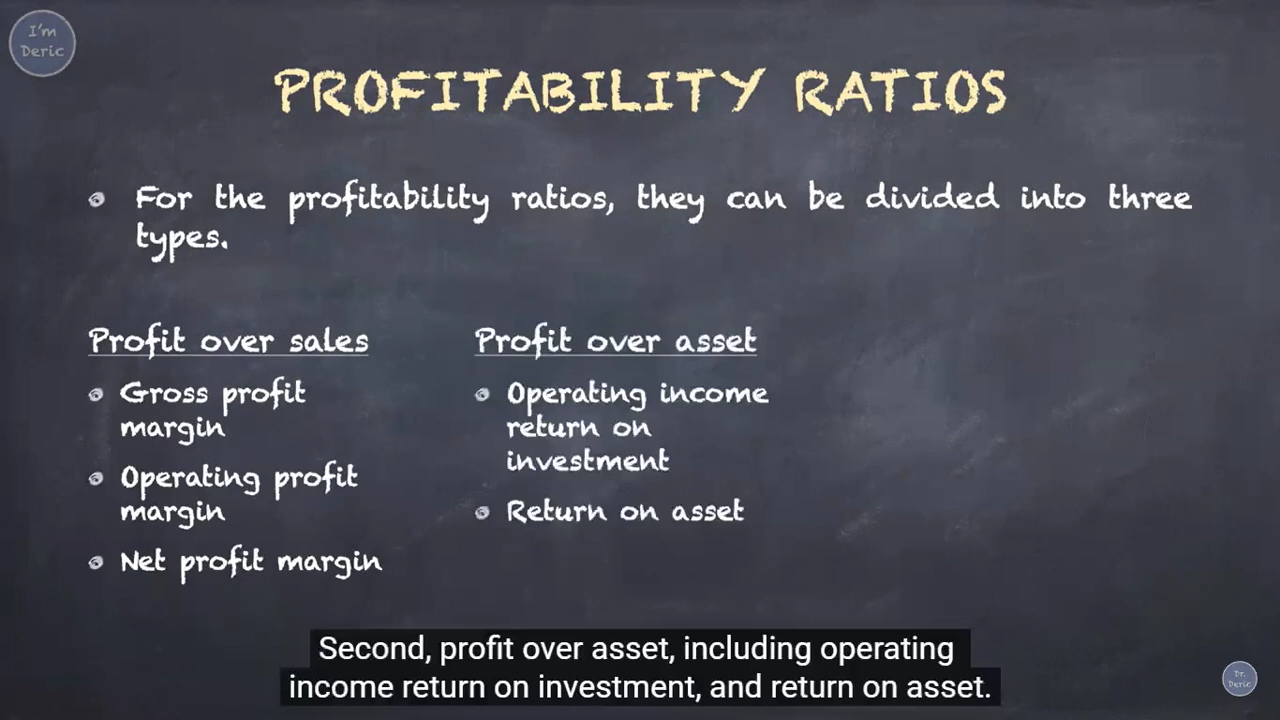 I'm
Deric
PROFITABILITY RATIOS
For the profitability ratios, they can be divided into three
types.
Profit over sales
Gross profit
margin
Operating profit
margin
Net profit margin
Profit over asset
Operating income
return on
investment
Return on asset
Second, profit over asset, including operating
income return on investment, and return on asset.
Dr.
Deric